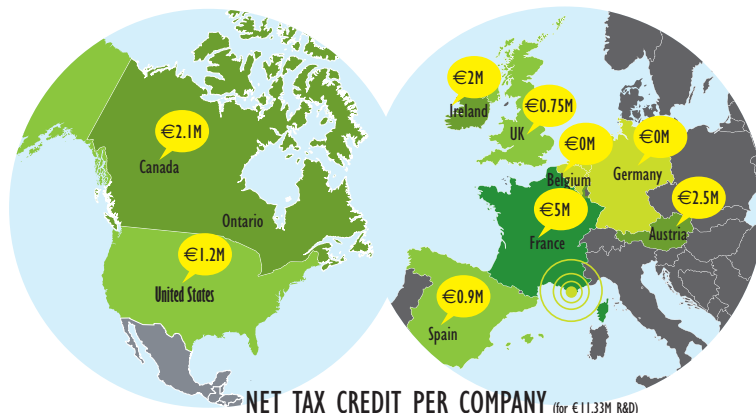 €2.1M
Canada
Ontario
€1.2M
United States
€2M
Ireland
€0.75M
UK
€0M
Belgium
€0M
Germany
€5M
France
€2.5M
Austria
€0.9M
Spain
NET TAX CREDIT PER COMPANY (for €11.33M R&D)